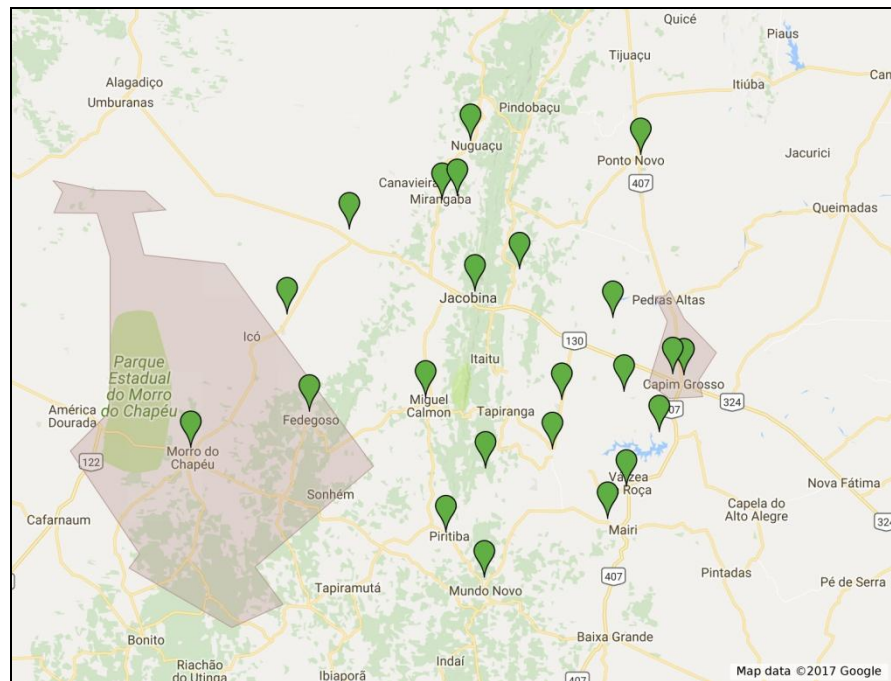 Quicé
Piaus
Tijuaçu
Alagadiço
Itiúba
Can
Umburanas
Pindobaçu
Nuguaçu
Ponto Novo
Jacurici
Canavieira
407
Mirangaba
Queimadas
Jacobina
Pedras Altas
Icó
130
Itaitu
Parque
Estadual
do Morro
do Chapéu
Capim Grosso
América
Dourada
Fedegoso
Miguel
Calmon
Tapiranga
07
324
Morro do
Chapéu
122
Sonhém
Várzea
Roça
Nova Fátima
Capela do
Alto Alegre
Cafarnaum
Piritiba
Mairi
324
Tapiramutá
Mundo Novo
407
Pintadas
Pé de Serra
Bonito
Baixa Grande
Riachão
do Utinga
Indaí
Ibiaporã
407
Map data ©2017 Google